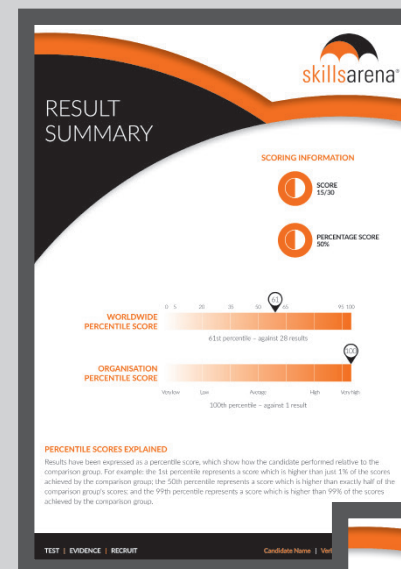 skillsarena®
RESULT
SUMMARY
SCORING INFORMATION
SCORE
15/30
PERCENTAGE SCORE
50%
0 5 20 35 50 65 95 100
61
WORLDWIDE
PERCENTILE SCORE
61st percentile – against 28 results
100
ORGANISATION
PERCENTILE SCORE
Very low Low Average High Very high
100th percentile – against 1 result
PERCENTILE SCORES EXPLAINED
Results have been expressed as a percentile score, which show how the candidate performed relative to the
comparison group. For example: the 1st percentile represents a score which is higher than just 1% of the scores
achieved by the comparison group; the 50th percentile represents a score which is higher than exactly half of the
comparison group's scores; and the 99th percentile represents a score which is higher than 99% of the scores
achieved by the comparison group.
TEST | EVIDENCE | RECRUIT Candidate Name |